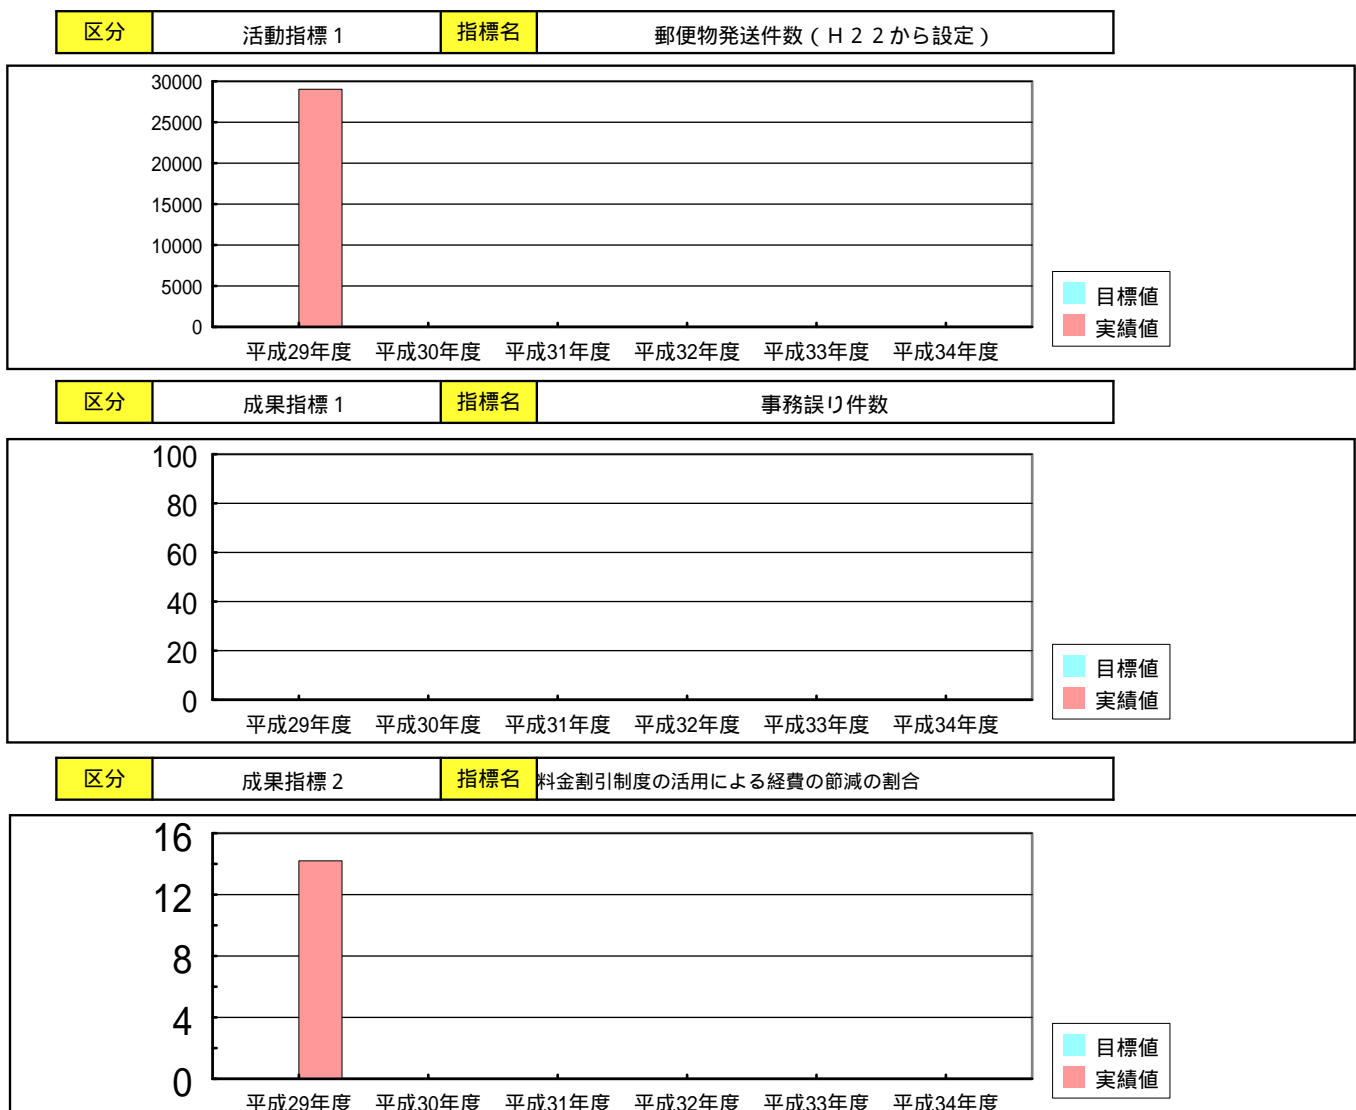 区分 活動指標１ 指標名 郵便物発送件数（Ｈ２２から設定）
30000
25000
20000
15000
10000
5000
0
目標値
実績値
平成29年度 平成30年度 平成31年度 平成32年度 平成33年度 平成34年度
区分 成果指標１ 指標名 事務誤り件数
100
80
60
40
20
0
目標値
実績値
平成29年度 平成30年度 平成31年度 平成32年度 平成33年度 平成34年度
区分 成果指標２ 指標名 料金割引制度の活用による経費の節減の割合
16
12
8
4
0
目標値
実績値
平成29年度 平成30年度 平成31年度 平成32年度 平成33年度 平成34年度